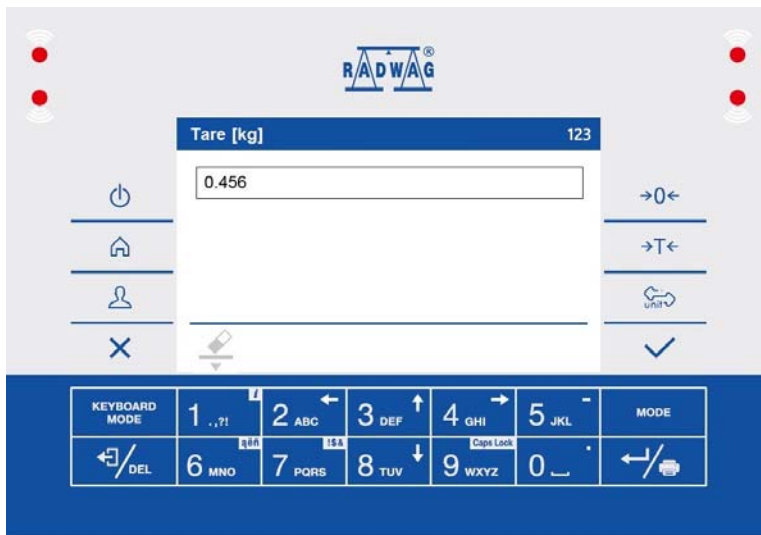 RADWAG®
Tare [kg] 123
0.456
→0←
→T←
unit
KEYBOARD MODE
1 .,?! i
2 ABC ←
3 DEF ↑
4 GHI →
5 JKL -
MODE
/DEL
6 MNO ąëñ
7 PQRS !$&
8 TUV ↓
9 WXYZ Caps Lock
0 .